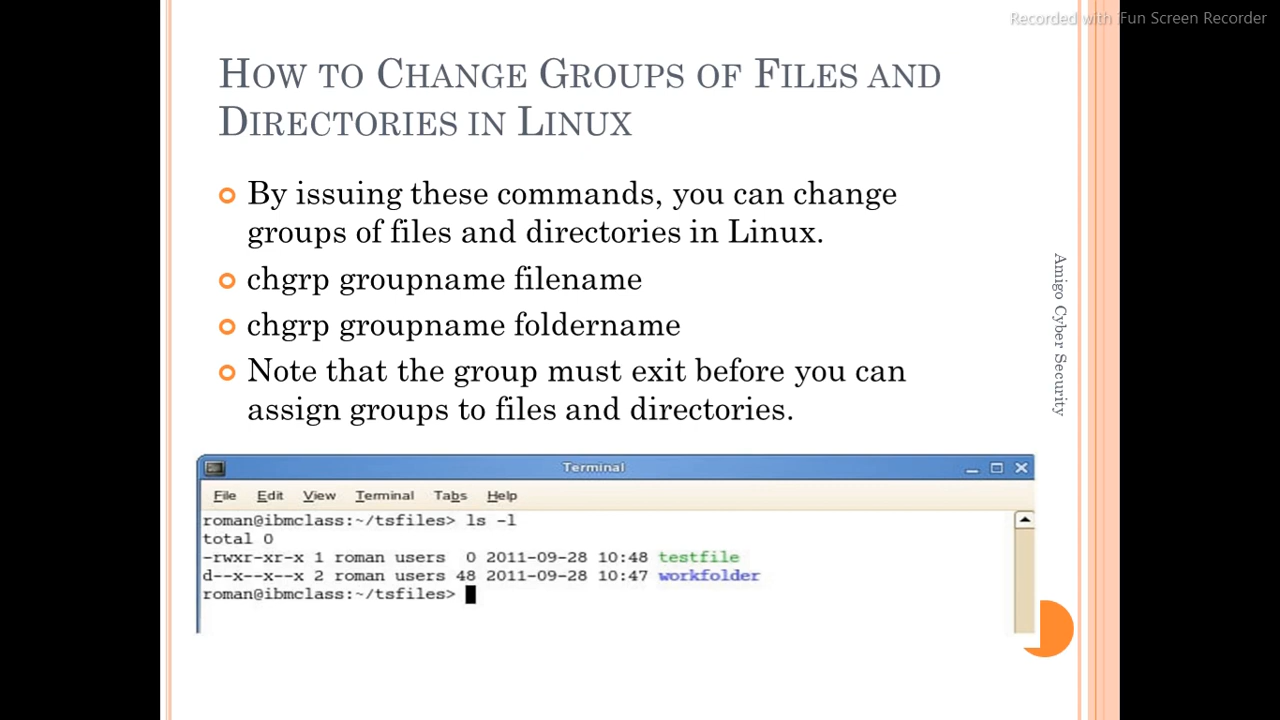 Recorded with iFun Screen Recorder
HOW TO CHANGE GROUPS OF FILES AND
DIRECTORIES IN LINUX
By issuing these commands, you can change
groups of files and directories in Linux.
chgrp groupname filename
chgrp groupname foldername
Note that the group must exit before you can
assign groups to files and directories.
Amigo Cyber Security
Terminal
File Edit View Terminal Tabs Help
roman@ibmclass:~/tsfiles> ls -l
total 0
-rwxr-xr-x 1 roman users 0 2011-09-28 10:48 testfile
d--x--x--x 2 roman users 48 2011-09-28 10:47 workfolder
roman@ibmclass:~/tsfiles>